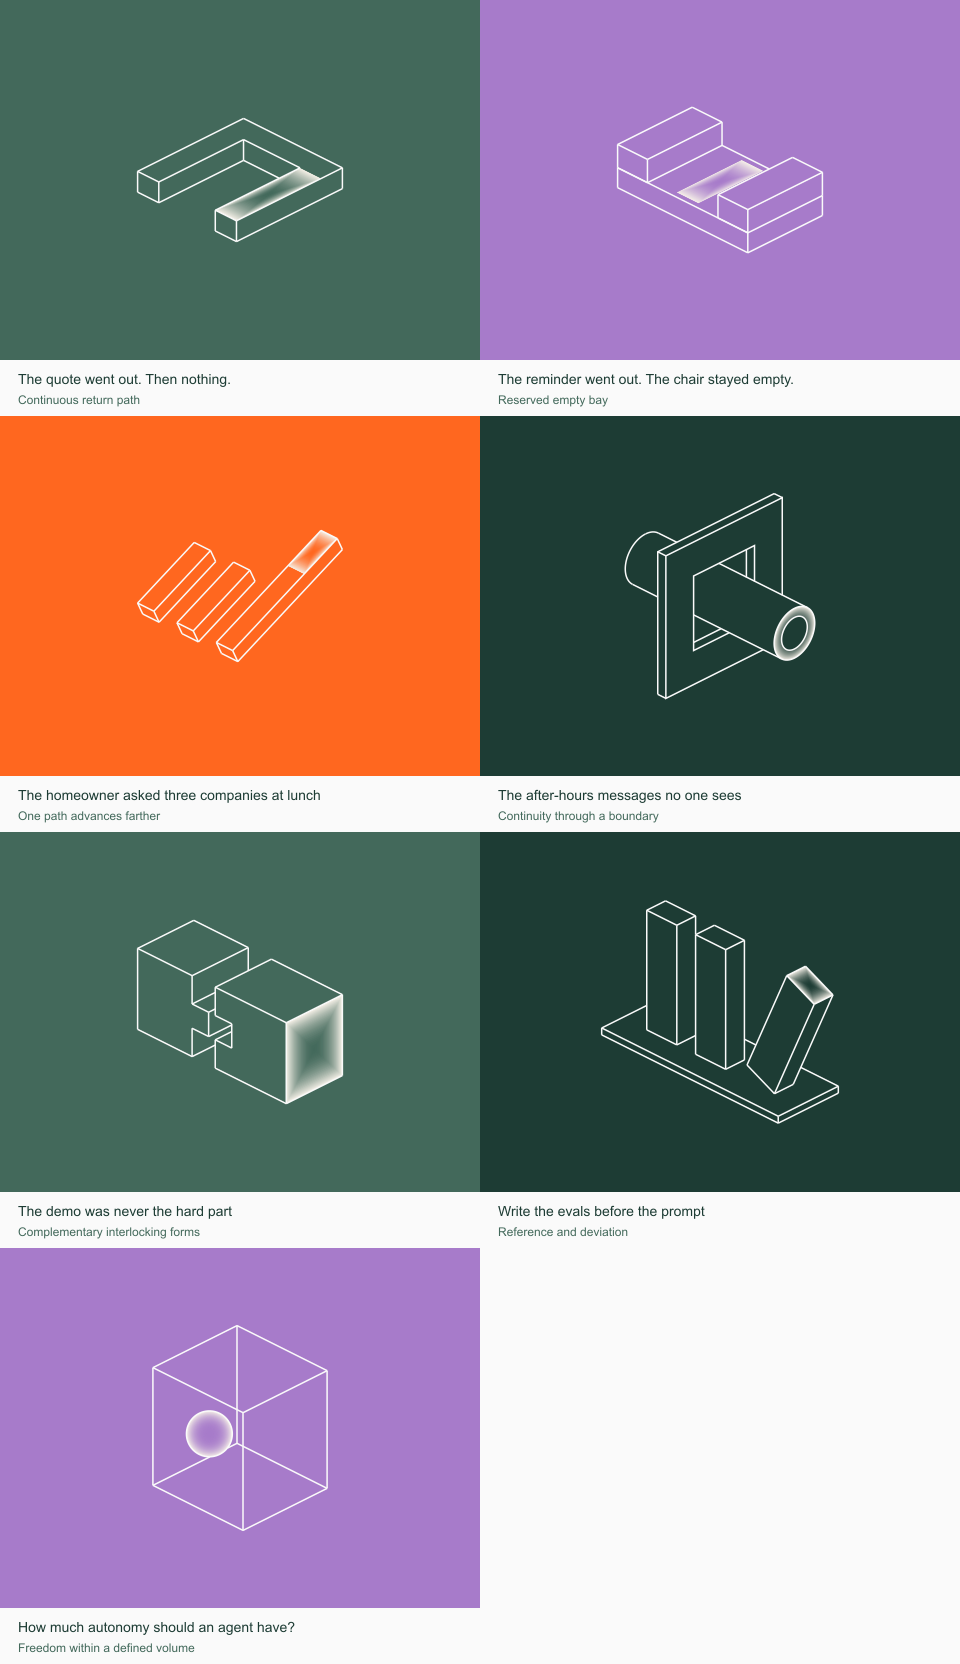 The quote went out. Then nothing.
Continuous return path
The reminder went out. The chair stayed empty.
Reserved empty bay
The homeowner asked three companies at lunch
One path advances farther
The after-hours messages no one sees
Continuity through a boundary
The demo was never the hard part
Complementary interlocking forms
Write the evals before the prompt
Reference and deviation
How much autonomy should an agent have?
Freedom within a defined volume